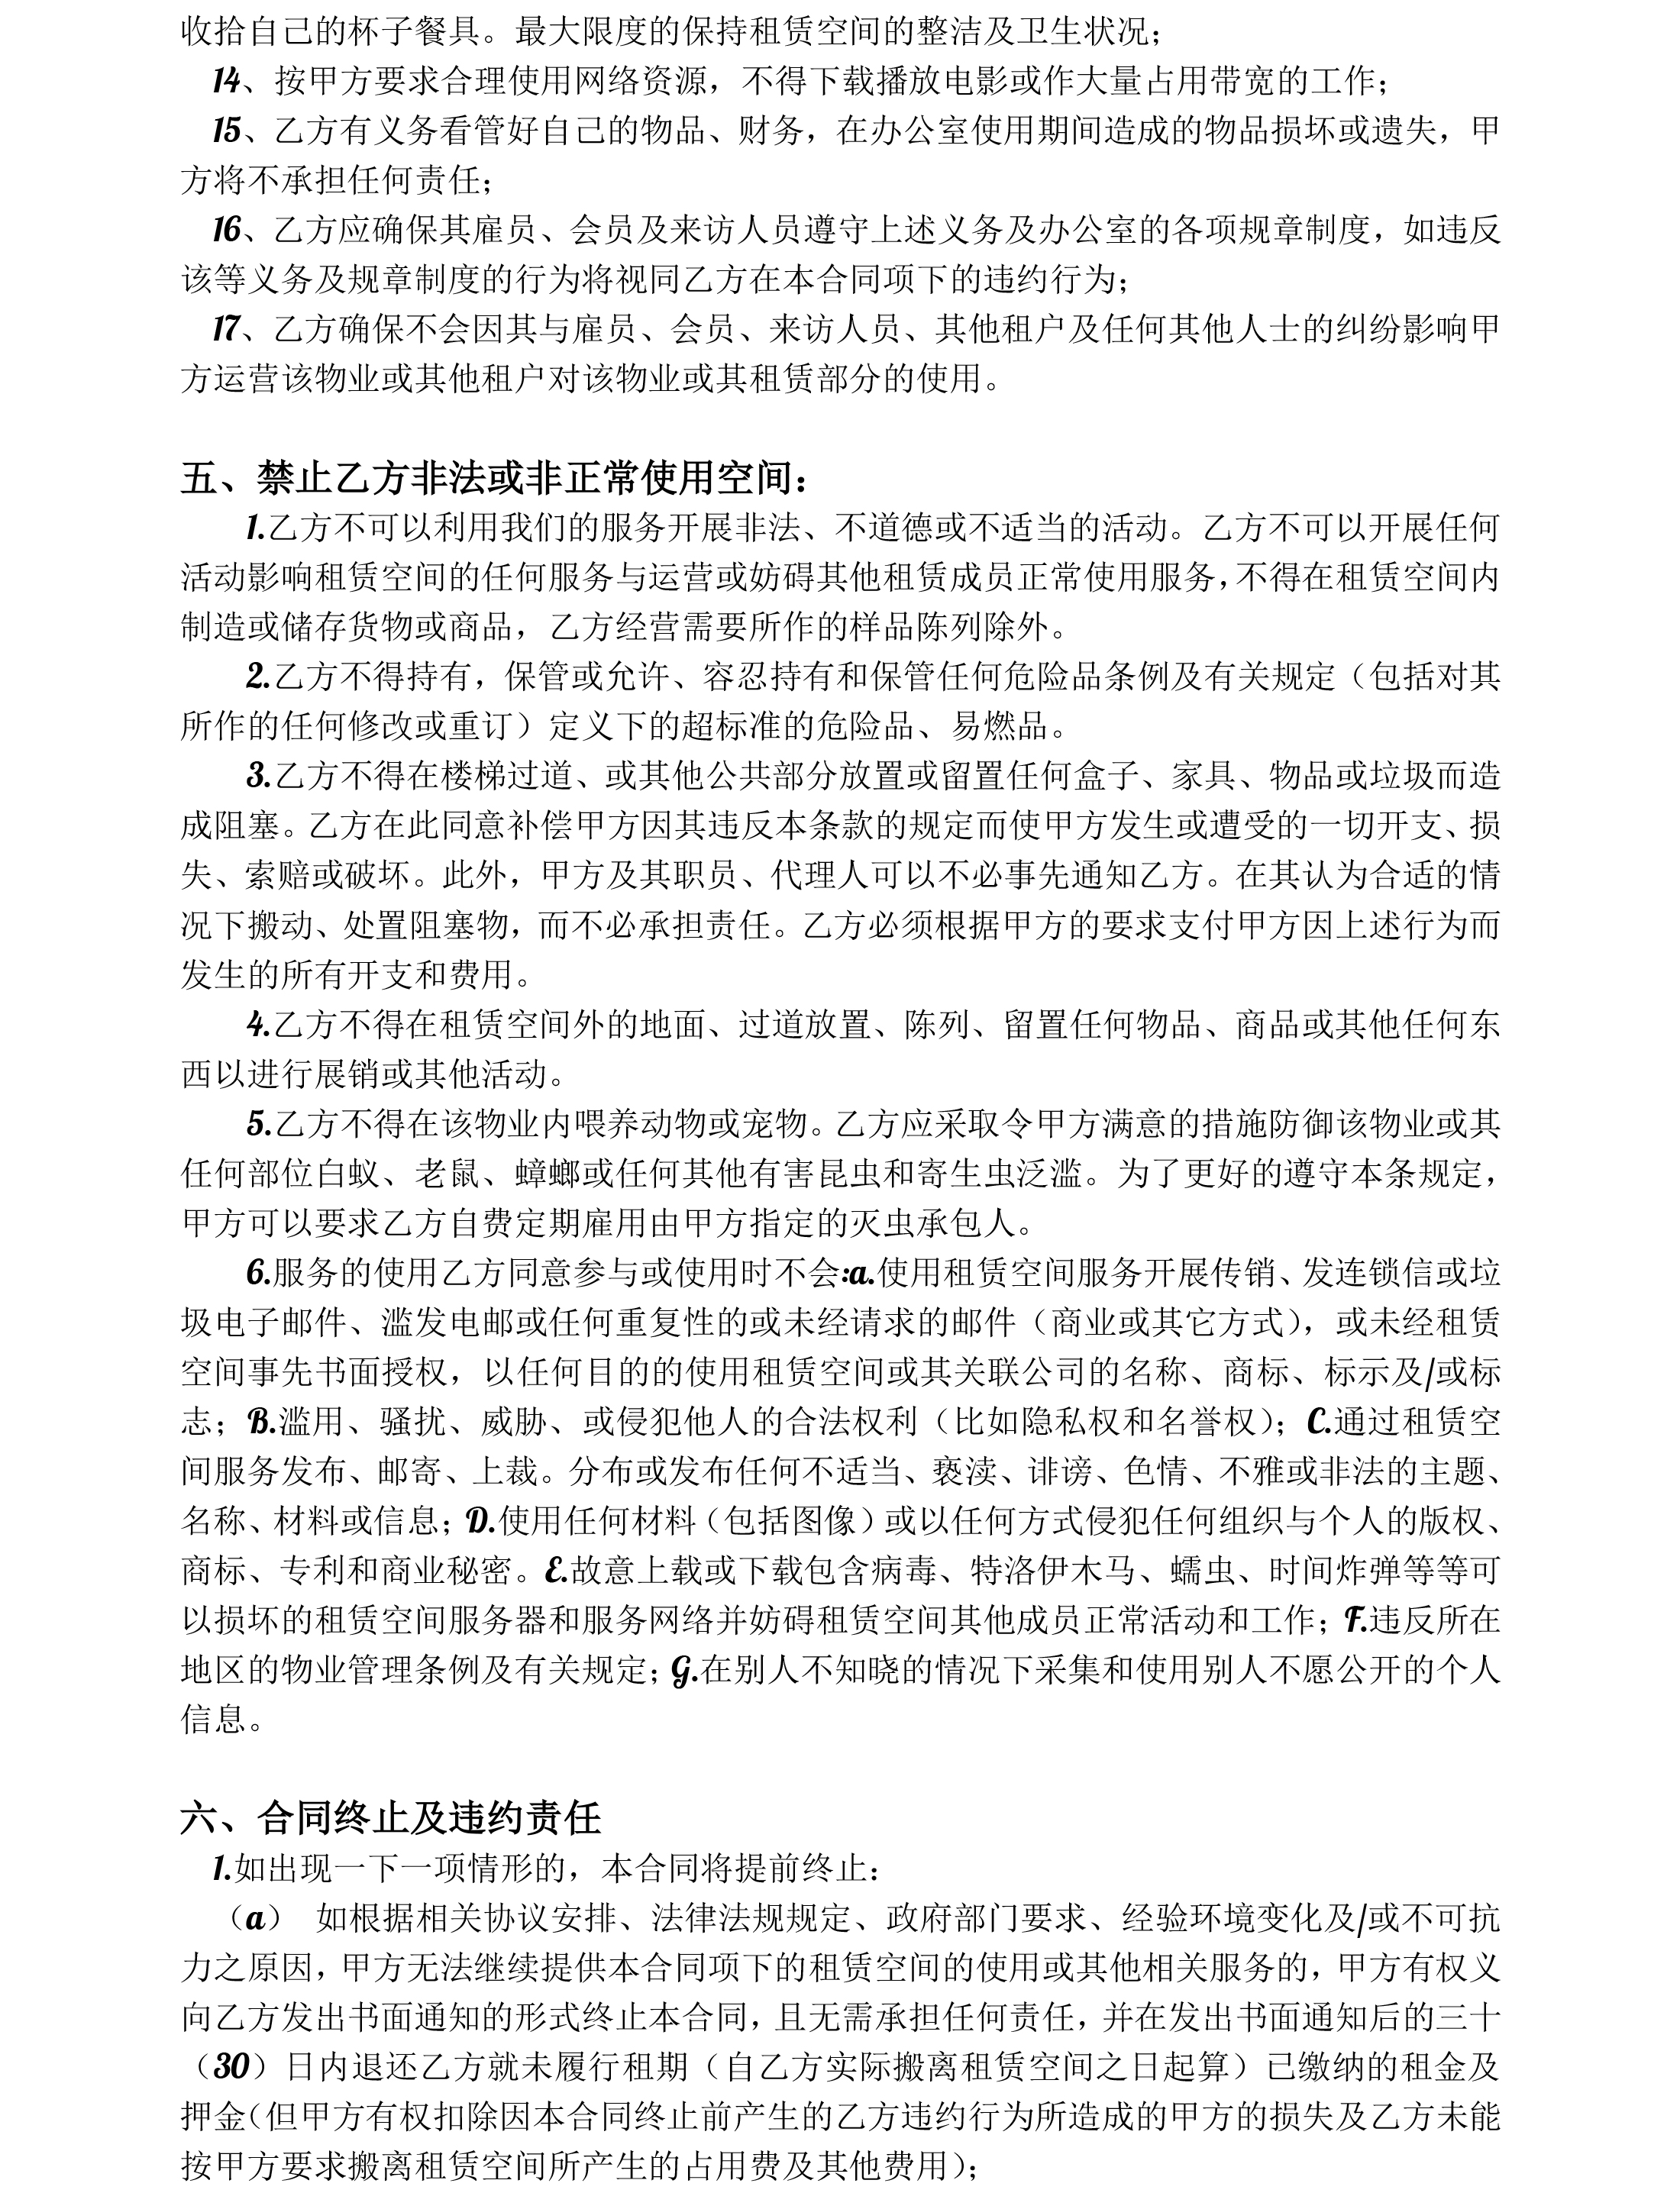 收拾自己的杯子餐具。最大限度的保持租赁空间的整洁及卫生状况；
14、按甲方要求合理使用网络资源，不得下载播放电影或作大量占用带宽的工作；
15、乙方有义务看管好自己的物品、财务，在办公室使用期间造成的物品损坏或遗失，甲
方将不承担任何责任；
16、乙方应确保其雇员、会员及来访人员遵守上述义务及办公室的各项规章制度，如违反
该等义务及规章制度的行为将视同乙方在本合同项下的违约行为；
17、乙方确保不会因其与雇员、会员、来访人员、其他租户及任何其他人士的纠纷影响甲
方运营该物业或其他租户对该物业或其租赁部分的使用。
五、禁止乙方非法或非正常使用空间：
1.乙方不可以利用我们的服务开展非法、不道德或不适当的活动。乙方不可以开展任何
活动影响租赁空间的任何服务与运营或妨碍其他租赁成员正常使用服务，不得在租赁空间内
制造或储存货物或商品，乙方经营需要所作的样品陈列除外。
2.乙方不得持有，保管或允许、容忍持有和保管任何危险品条例及有关规定（包括对其
所作的任何修改或重订）定义下的超标准的危险品、易燃品。
3.乙方不得在楼梯过道、或其他公共部分放置或留置任何盒子、家具、物品或垃圾而造
成阻塞。乙方在此同意补偿甲方因其违反本条款的规定而使甲方发生或遭受的一切开支、损
失、索赔或破坏。此外，甲方及其职员、代理人可以不必事先通知乙方。在其认为合适的情
况下搬动、处置阻塞物，而不必承担责任。乙方必须根据甲方的要求支付甲方因上述行为而
发生的所有开支和费用。
4.乙方不得在租赁空间外的地面、过道放置、陈列、留置任何物品、商品或其他任何东
西以进行展销或其他活动。
5.乙方不得在该物业内喂养动物或宠物。乙方应采取令甲方满意的措施防御该物业或其
任何部位白蚁、老鼠、蟑螂或任何其他有害昆虫和寄生虫泛滥。为了更好的遵守本条规定，
甲方可以要求乙方自费定期雇用由甲方指定的灭虫承包人。
6.服务的使用乙方同意参与或使用时不会:a.使用租赁空间服务开展传销、发连锁信或垃
圾电子邮件、滥发电邮或任何重复性的或未经请求的邮件（商业或其它方式），或未经租赁
空间事先书面授权，以任何目的的使用租赁空间或其关联公司的名称、商标、标示及/或标
志；B.滥用、骚扰、威胁、或侵犯他人的合法权利（比如隐私权和名誉权）；C.通过租赁空
间服务发布、邮寄、上裁。分布或发布任何不适当、亵渎、诽谤、色情、不雅或非法的主题、
名称、材料或信息；D.使用任何材料（包括图像）或以任何方式侵犯任何组织与个人的版权、
商标、专利和商业秘密。E.故意上载或下载包含病毒、特洛伊木马、蠕虫、时间炸弹等等可
以损坏的租赁空间服务器和服务网络并妨碍租赁空间其他成员正常活动和工作；F.违反所在
地区的物业管理条例及有关规定；G.在别人不知晓的情况下采集和使用别人不愿公开的个人
信息。
六、合同终止及违约责任
1.如出现一下一项情形的，本合同将提前终止：
（a） 如根据相关协议安排、法律法规规定、政府部门要求、经验环境变化及/或不可抗
力之原因，甲方无法继续提供本合同项下的租赁空间的使用或其他相关服务的，甲方有权义
向乙方发出书面通知的形式终止本合同，且无需承担任何责任，并在发出书面通知后的三十
（30）日内退还乙方就未履行租期（自乙方实际搬离租赁空间之日起算）已缴纳的租金及
押金（但甲方有权扣除因本合同终止前产生的乙方违约行为所造成的甲方的损失及乙方未能
按甲方要求搬离租赁空间所产生的占用费及其他费用）；